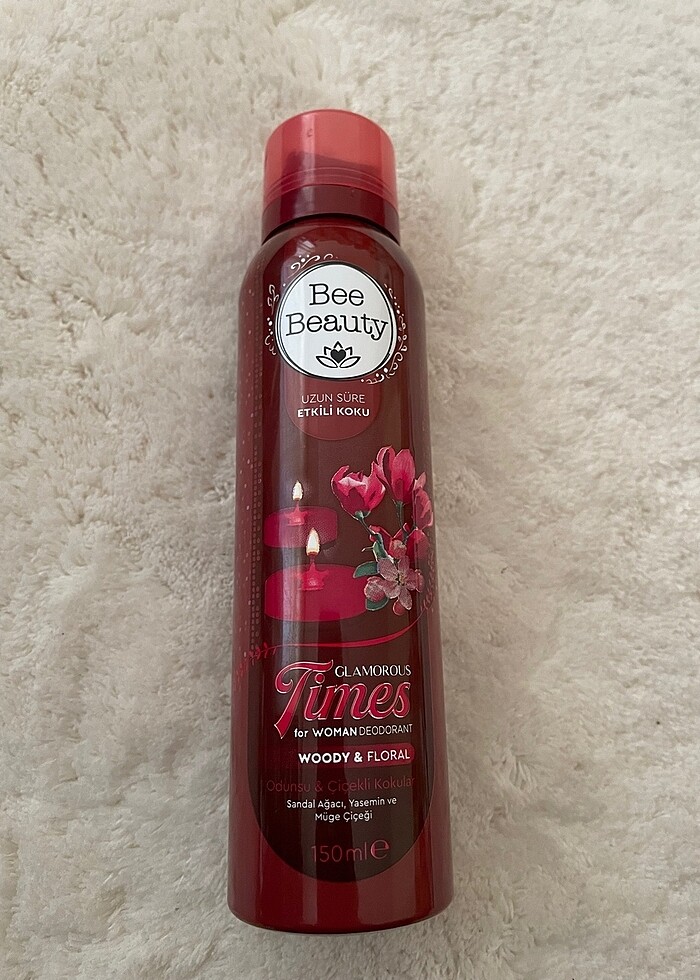 Bee
Beauty
UZUN SÜRE
ETKİLİ KOKU
GLAMOROUS
Times
for WOMAN DEODORANT
WOODY & FLORAL
Odunsu & Çiçekli Kokular
Sandal Ağacı, Yasemin ve
Müge Çiçeği
150ml e